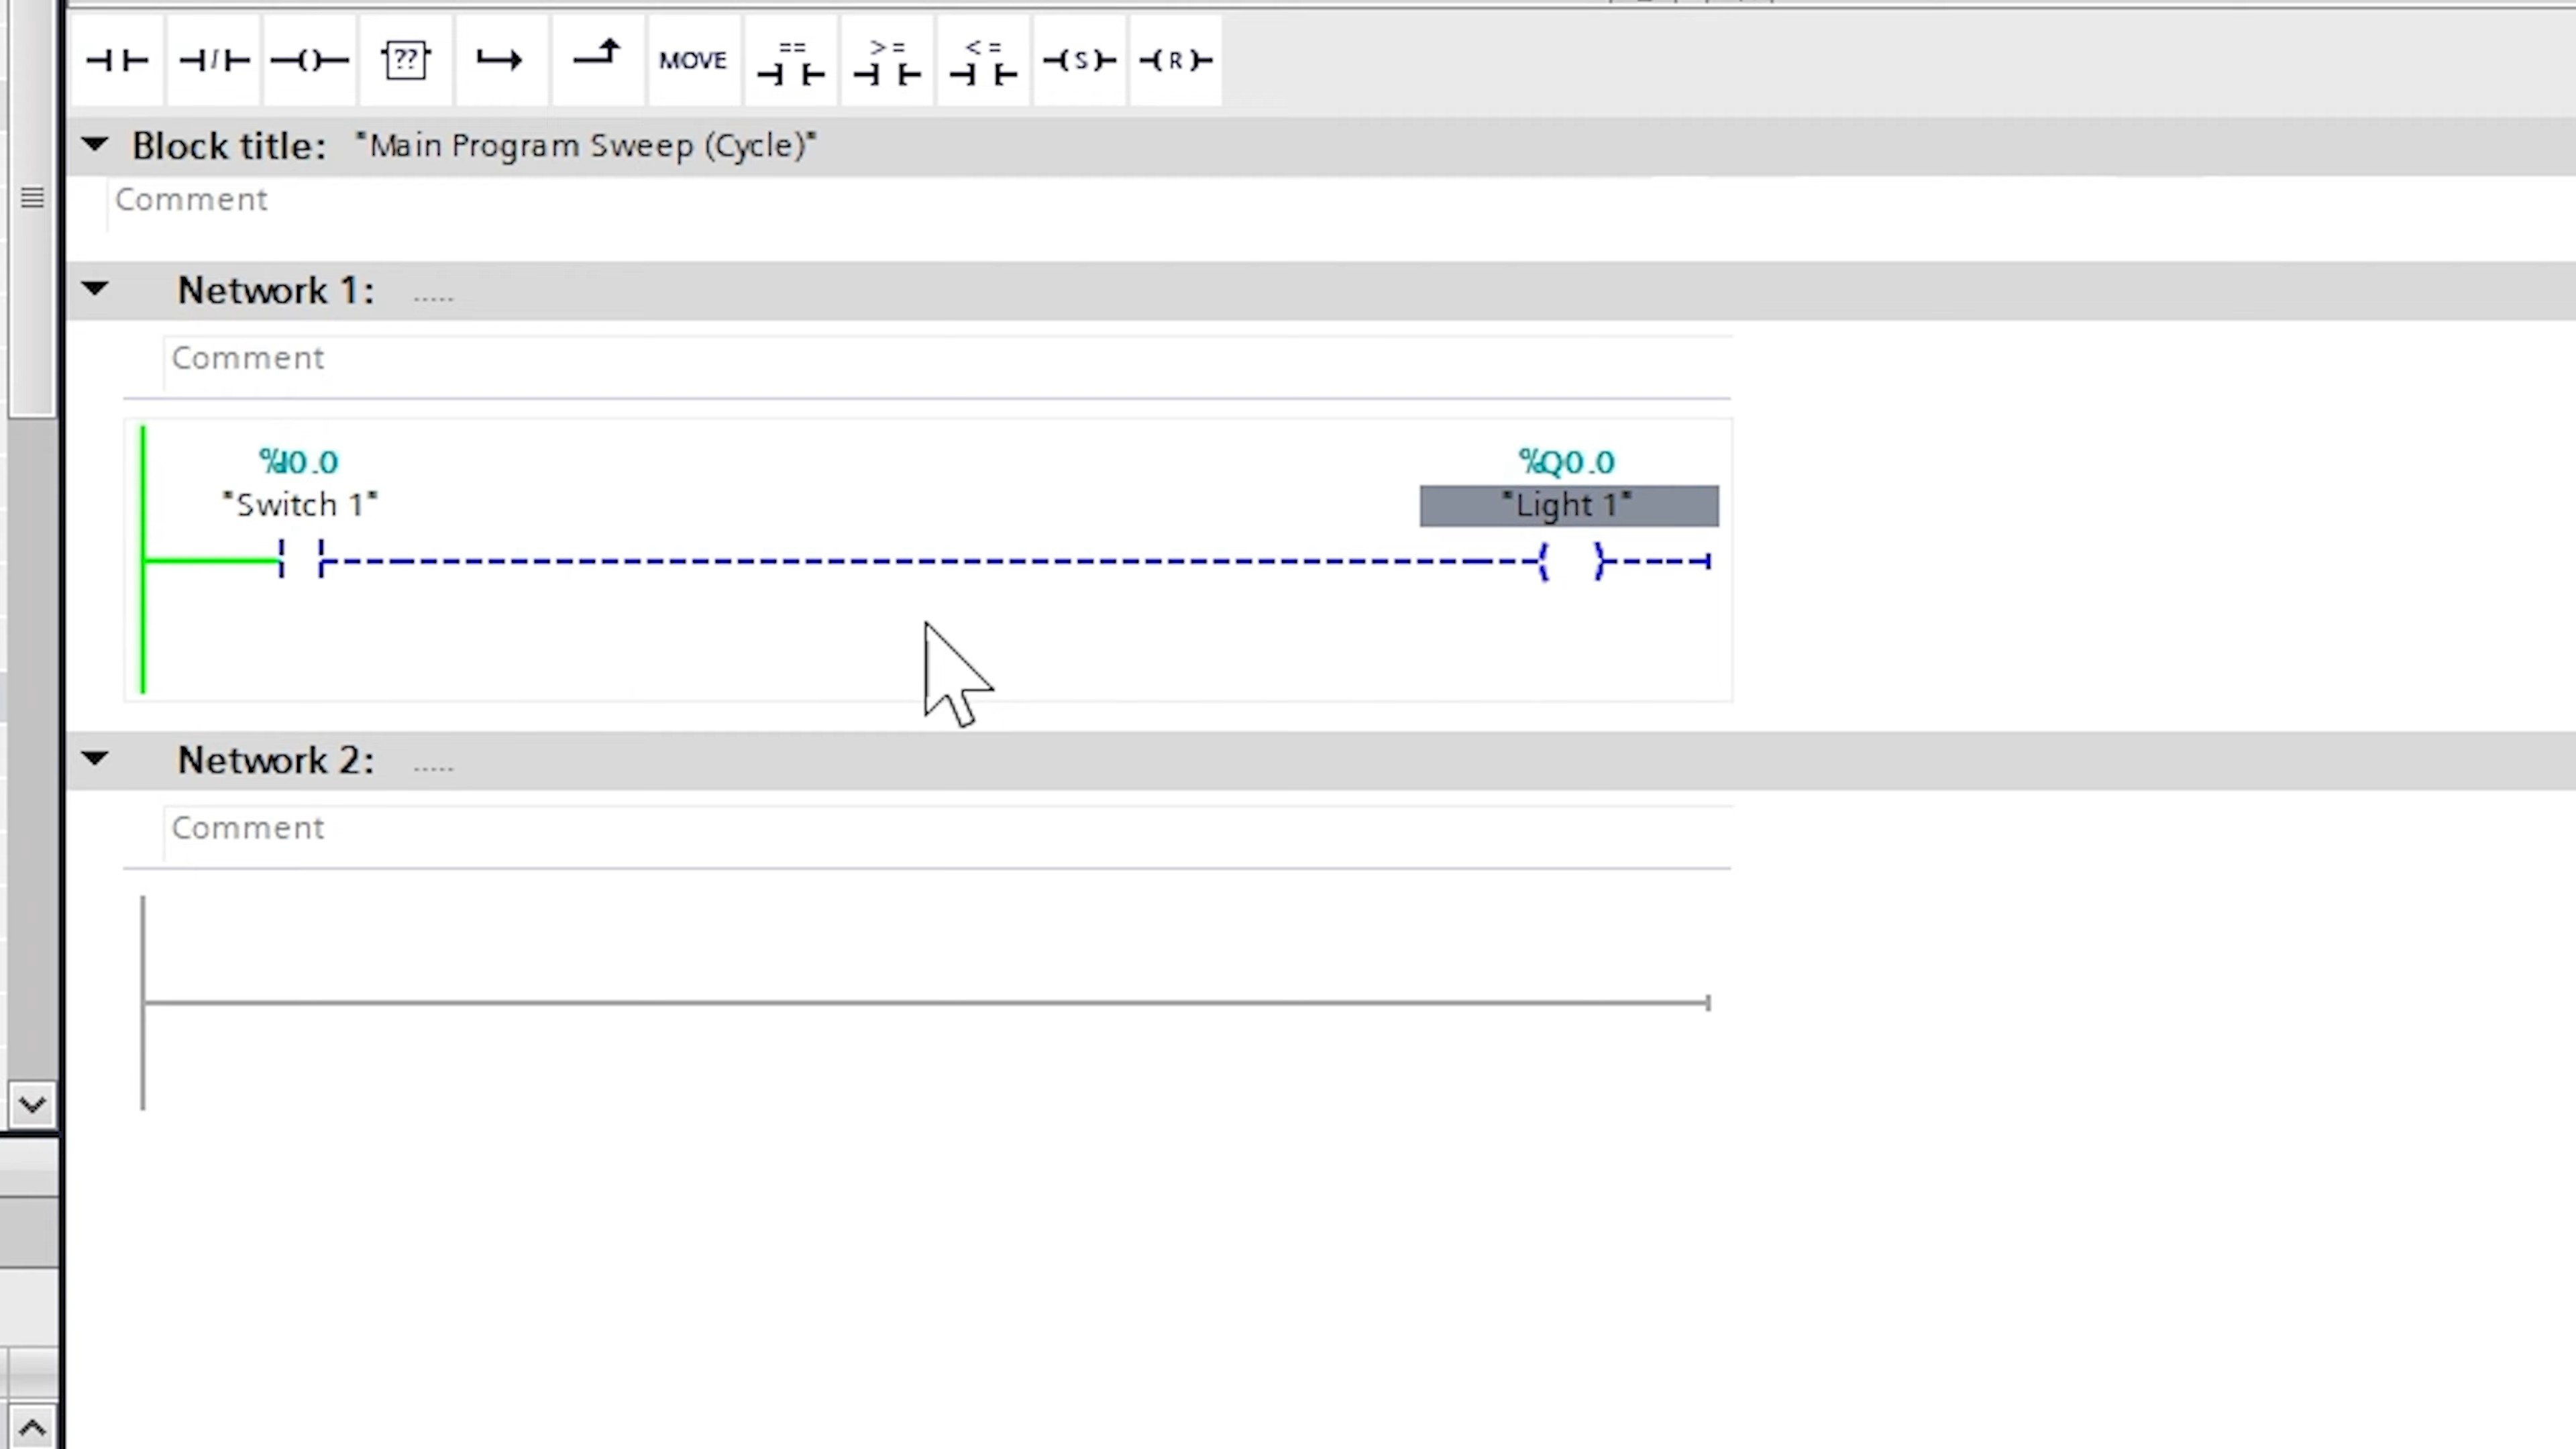 ??
MOVE
==
>=
<=
S
R
Block title: "Main Program Sweep (Cycle)"
Comment
Network 1: .....
Comment
%I0.0
"Switch 1"
%Q0.0
"Light 1"
Network 2: .....
Comment